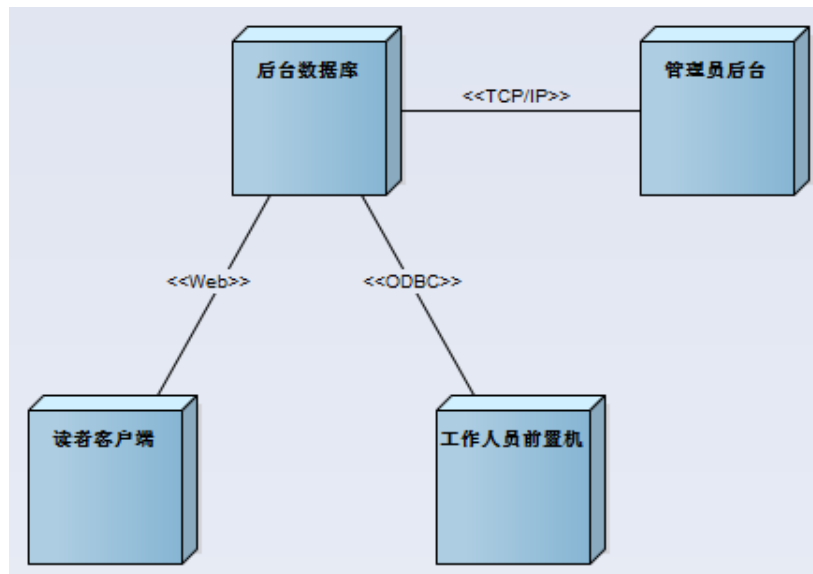 后台数据库
管理员后台
<<TCP/IP>>
<<Web>>
<<ODBC>>
读者客户端
工作人员前置机